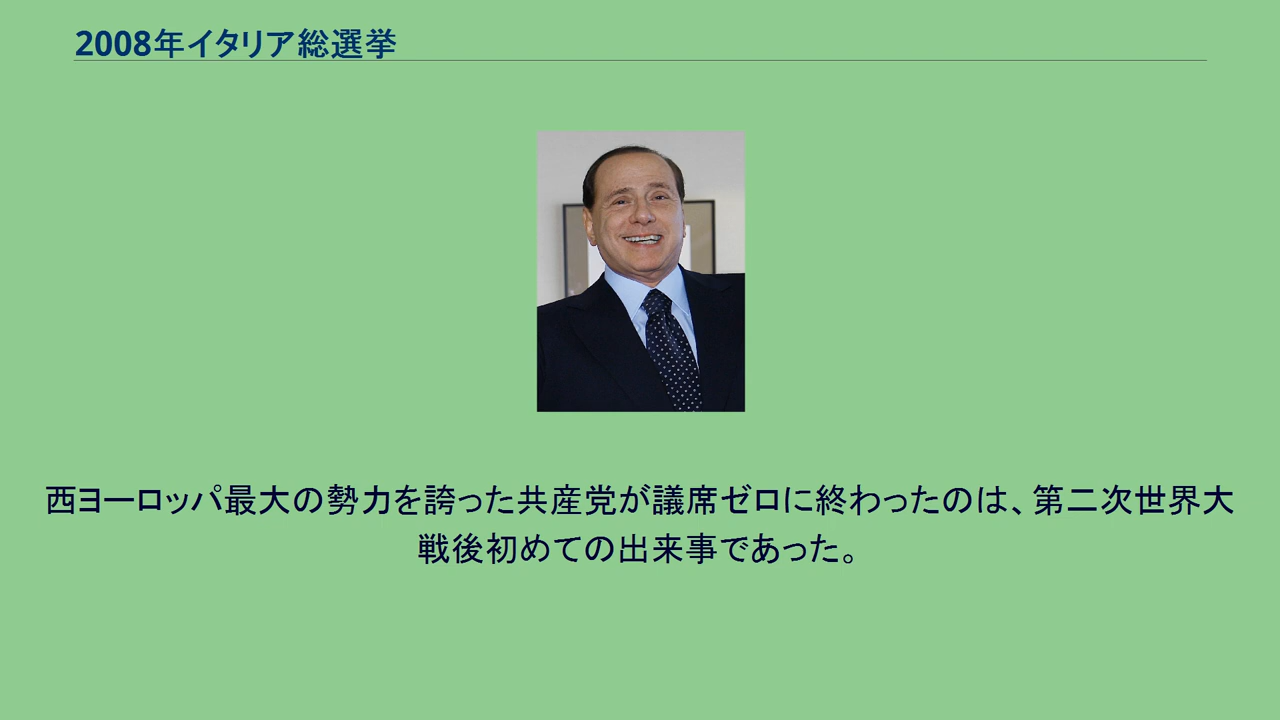 2008年イタリア総選挙
西ヨーロッパ最大の勢力を誇った共産党が議席ゼロに終わったのは、第二次世界大
戦後初めての出来事であった。